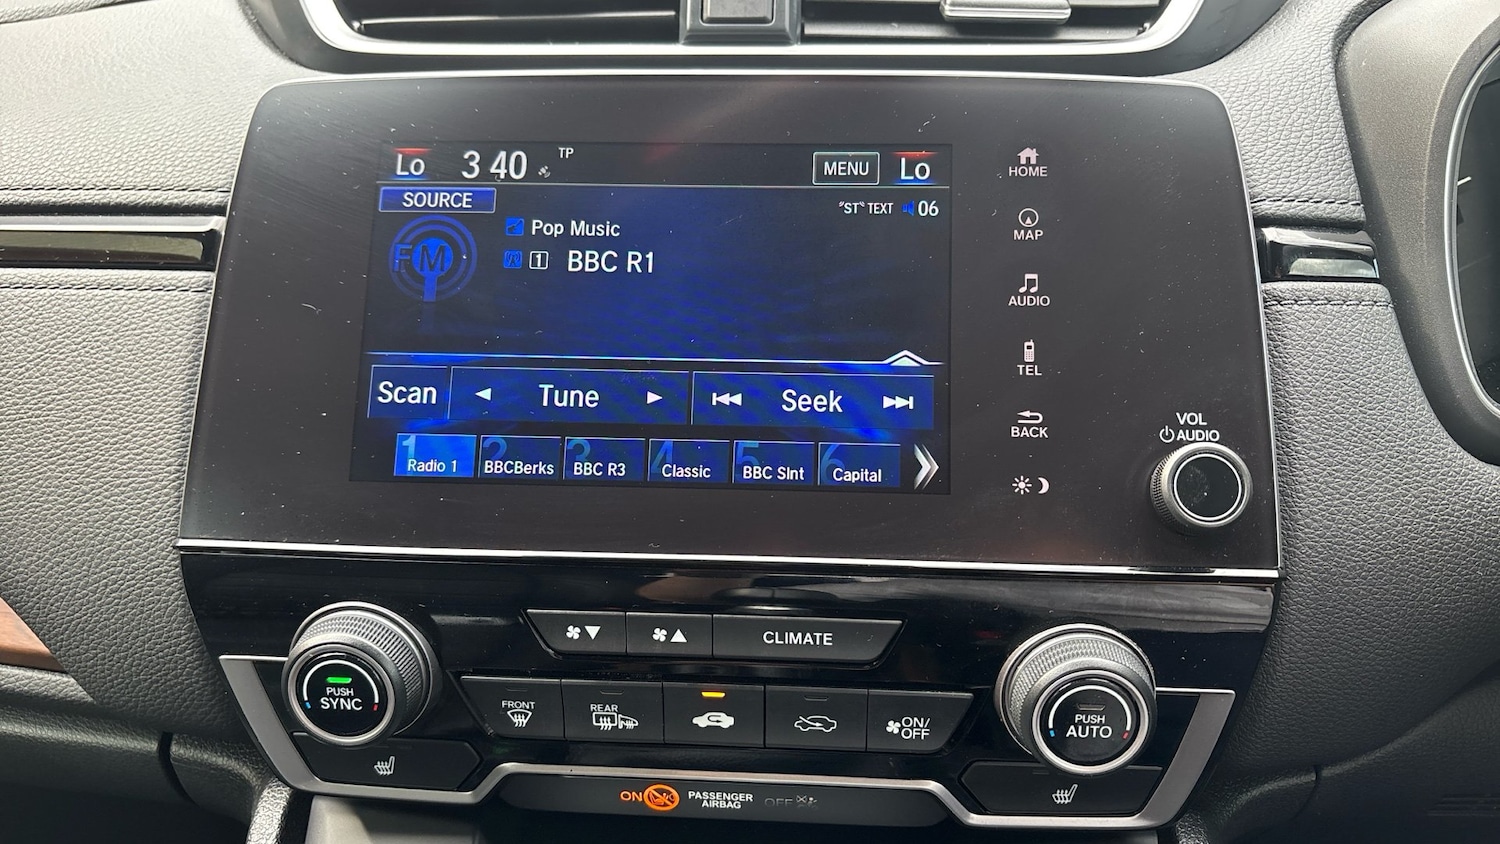 Lo 3 40 TP MENU Lo
SOURCE
"ST" TEXT 06
FM
Pop Music
1 BBC R1
Scan Tune Seek
1 Radio 1
2 BBCBerks
3 BBC R3
4 Classic
5 BBC Slnt
6 Capital
HOME
MAP
AUDIO
TEL
BACK
VOL
AUDIO
CLIMATE
PUSH
SYNC
FRONT
REAR
ON/
OFF
PUSH
AUTO
ON PASSENGER
AIRBAG OFF